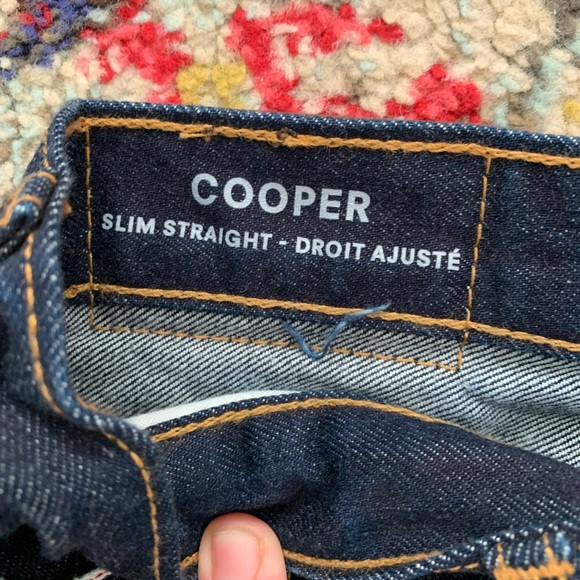 COOPER
SLIM STRAIGHT - DROIT AJUSTÉ